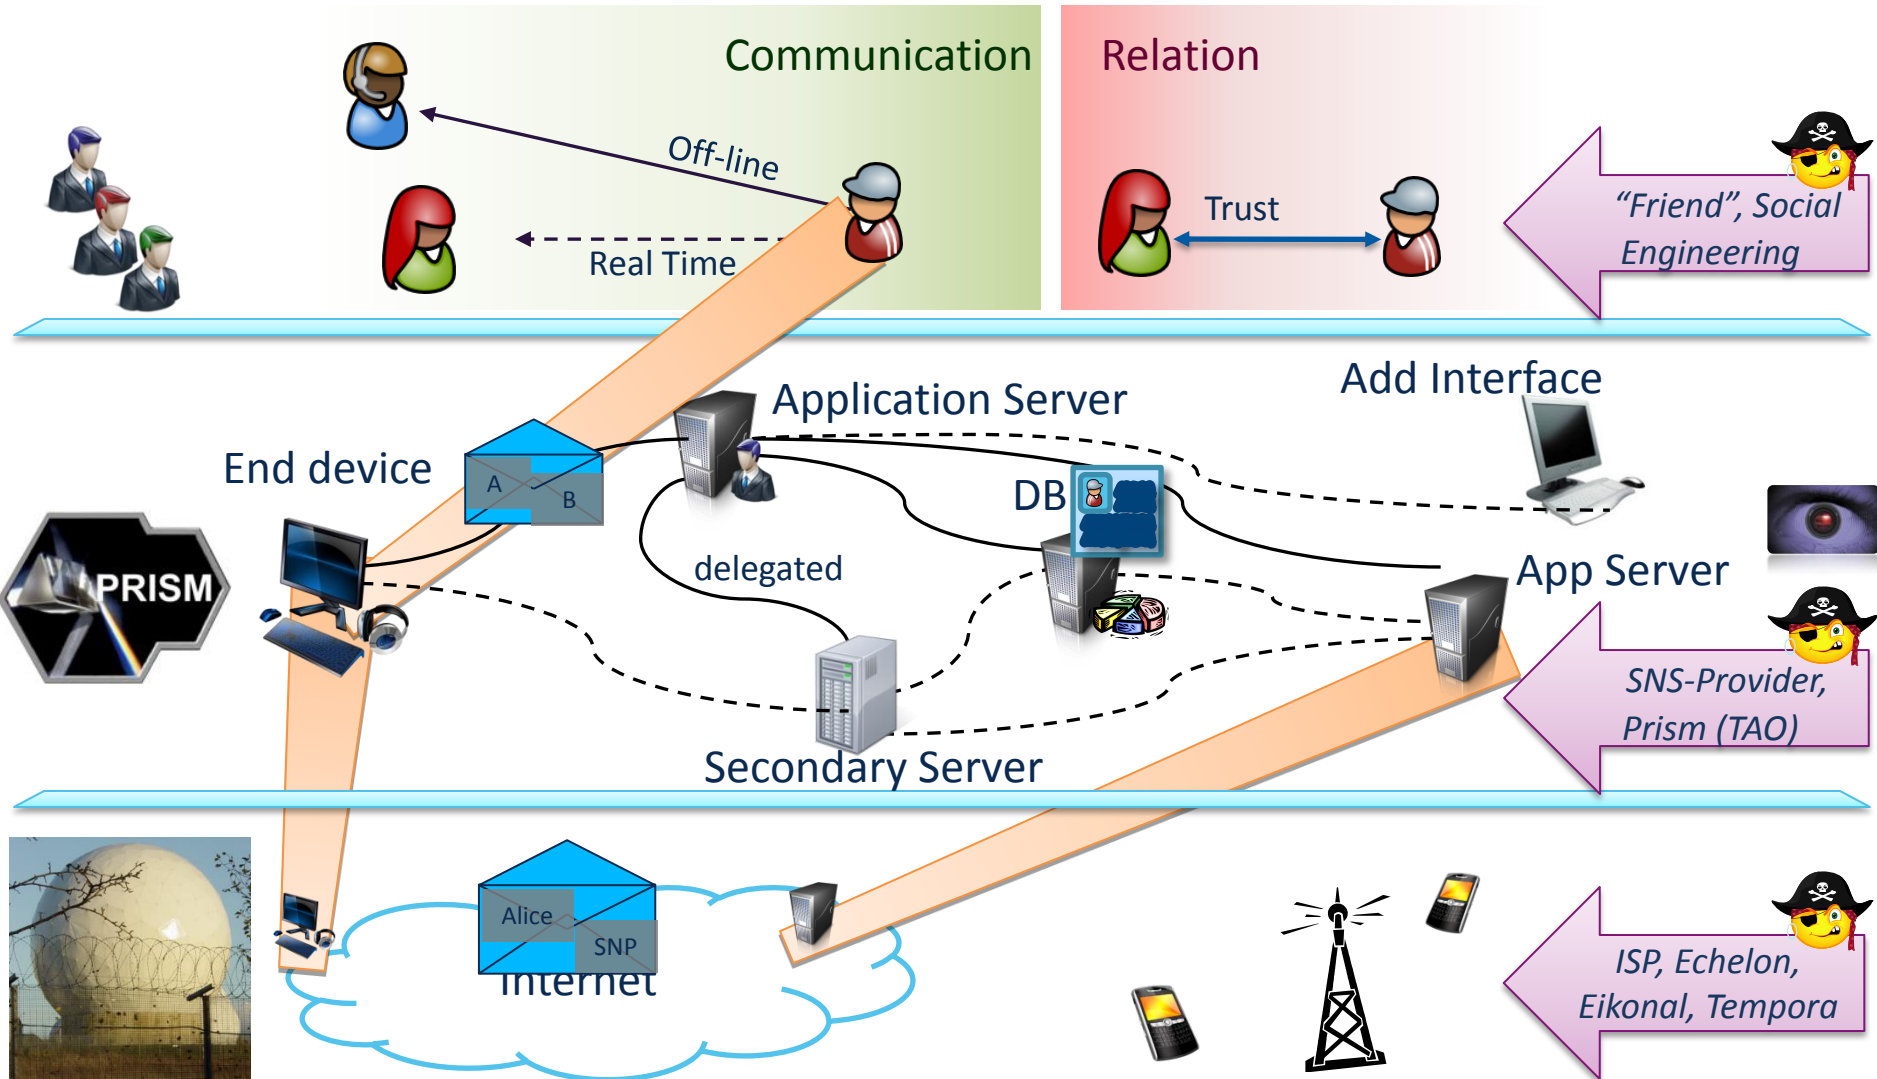 Communication
Relation
Off-line
Real Time
Trust
“Friend”, Social
Engineering
Application Server
Add Interface
End device
A
B
DB
PRISM
delegated
App Server
SNS-Provider,
Prism (TAO)
Secondary Server
Alice
SNP
Internet
ISP, Echelon,
Eikonal, Tempora